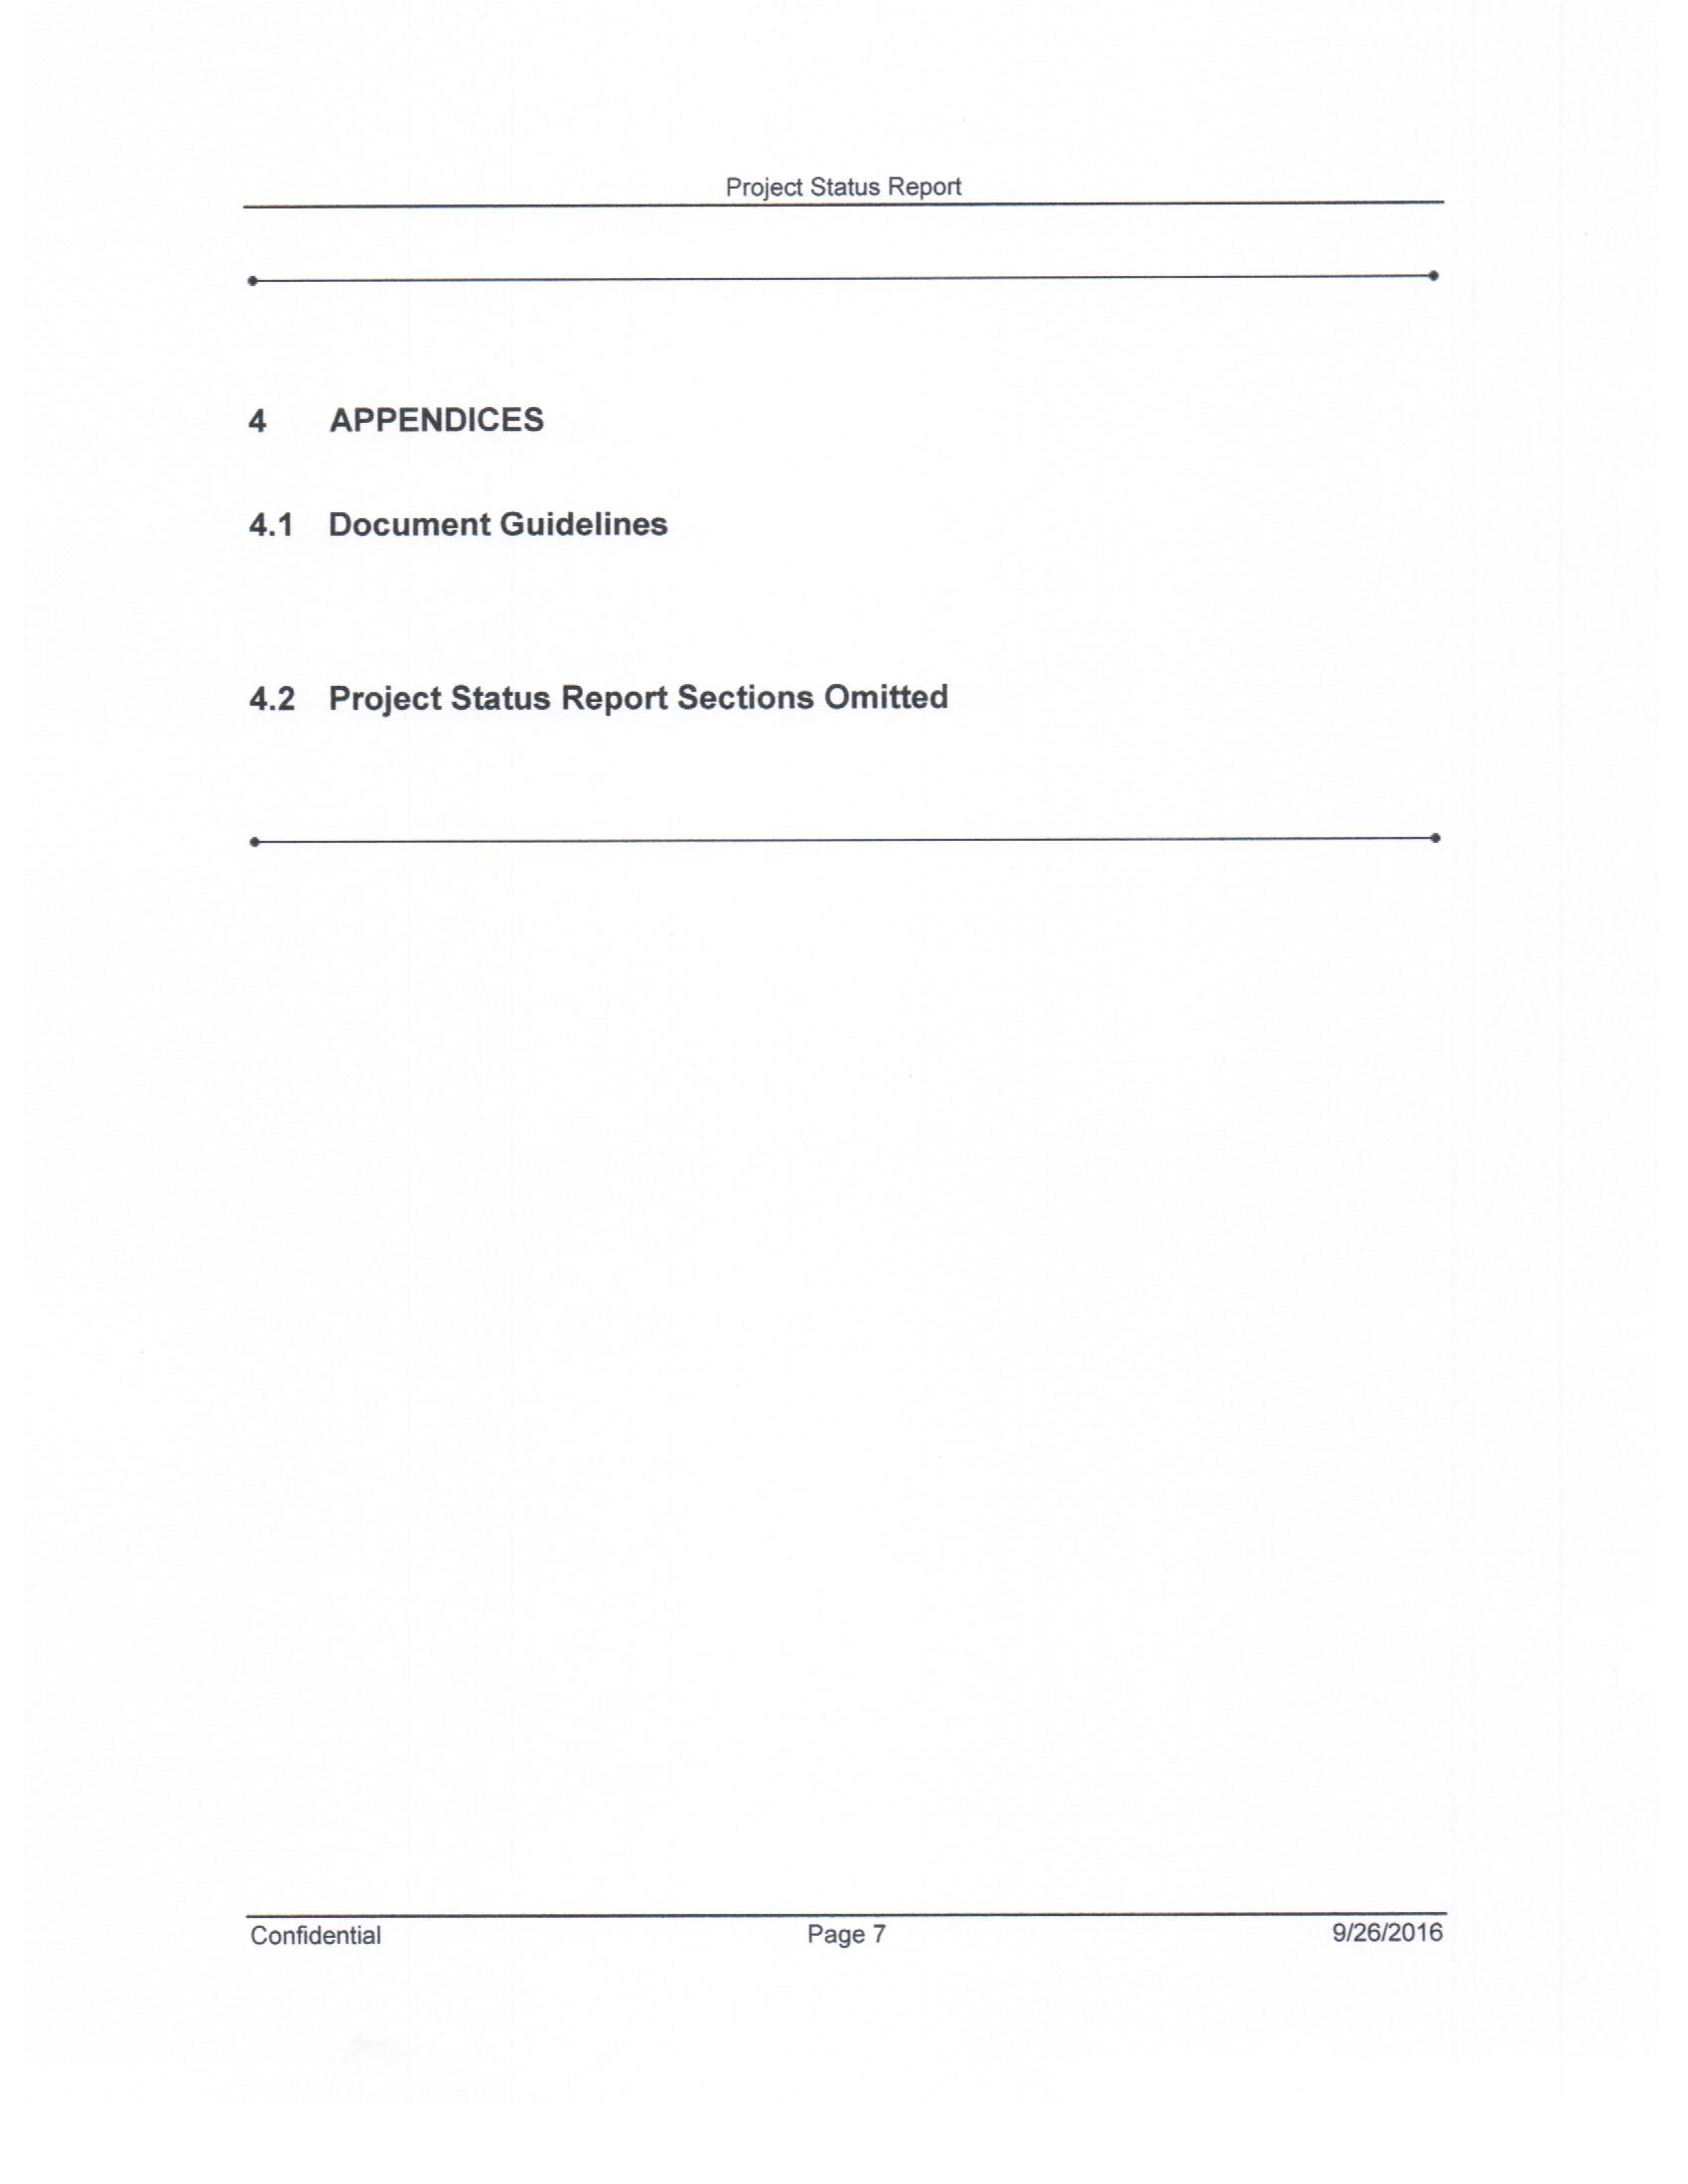 Project Status Report
4 APPENDICES
4.1 Document Guidelines
4.2 Project Status Report Sections Omitted
Confidential Page 7 9/26/2016